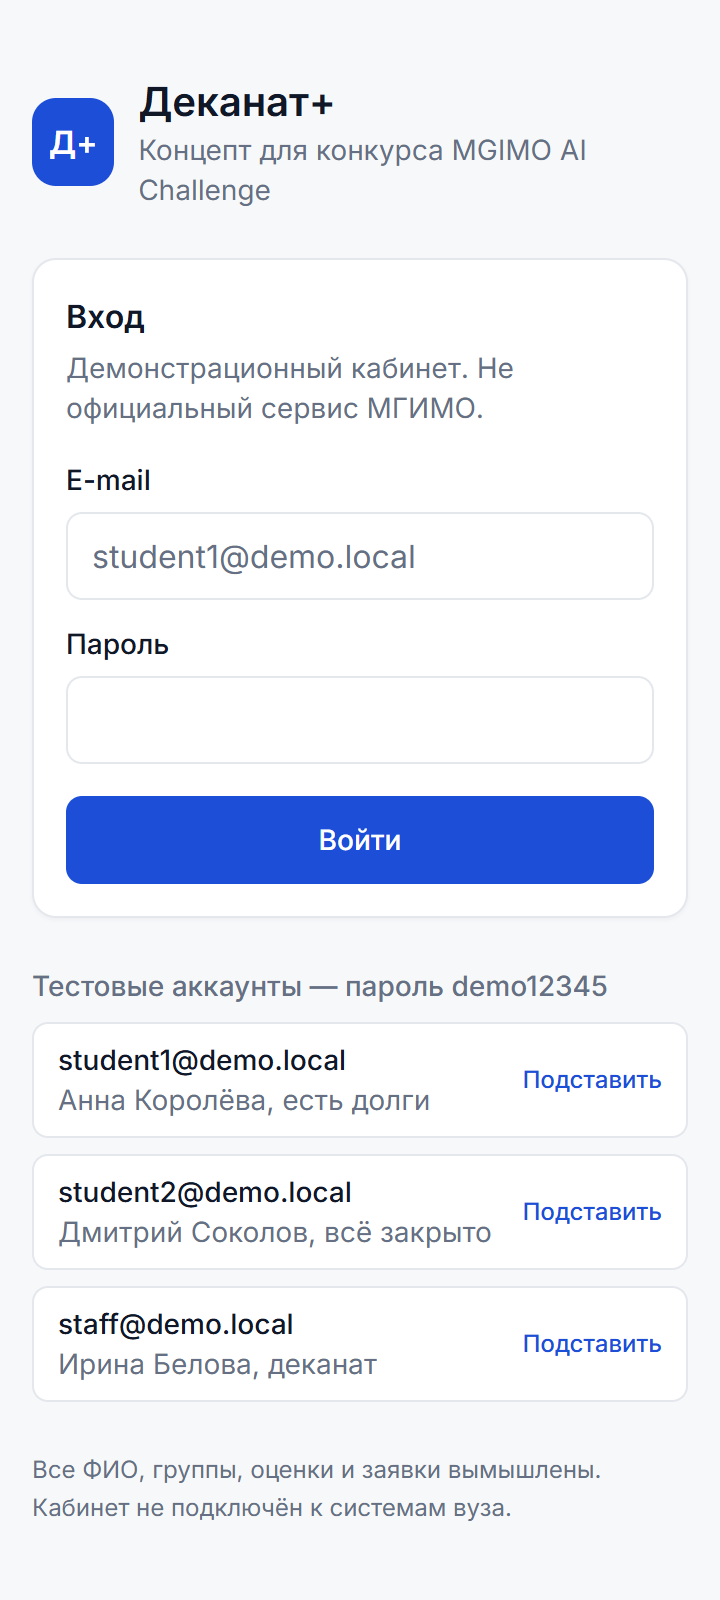 Д+
Деканат+
Концепт для конкурса MGIMO AI
Challenge
Вход
Демонстрационный кабинет. Не
официальный сервис МГИМО.
E-mail
student1@demo.local
Пароль
Войти
Тестовые аккаунты — пароль demo12345
student1@demo.local
Анна Королёва, есть долги
Подставить
student2@demo.local
Дмитрий Соколов, всё закрыто
Подставить
staff@demo.local
Ирина Белова, деканат
Подставить
Все ФИО, группы, оценки и заявки вымышлены.
Кабинет не подключён к системам вуза.